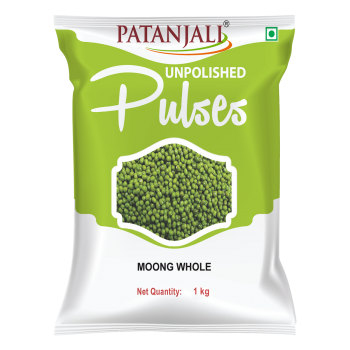 PATANJALI®
UNPOLISHED
Pulses
MOONG WHOLE
Net Quantity: 1 kg